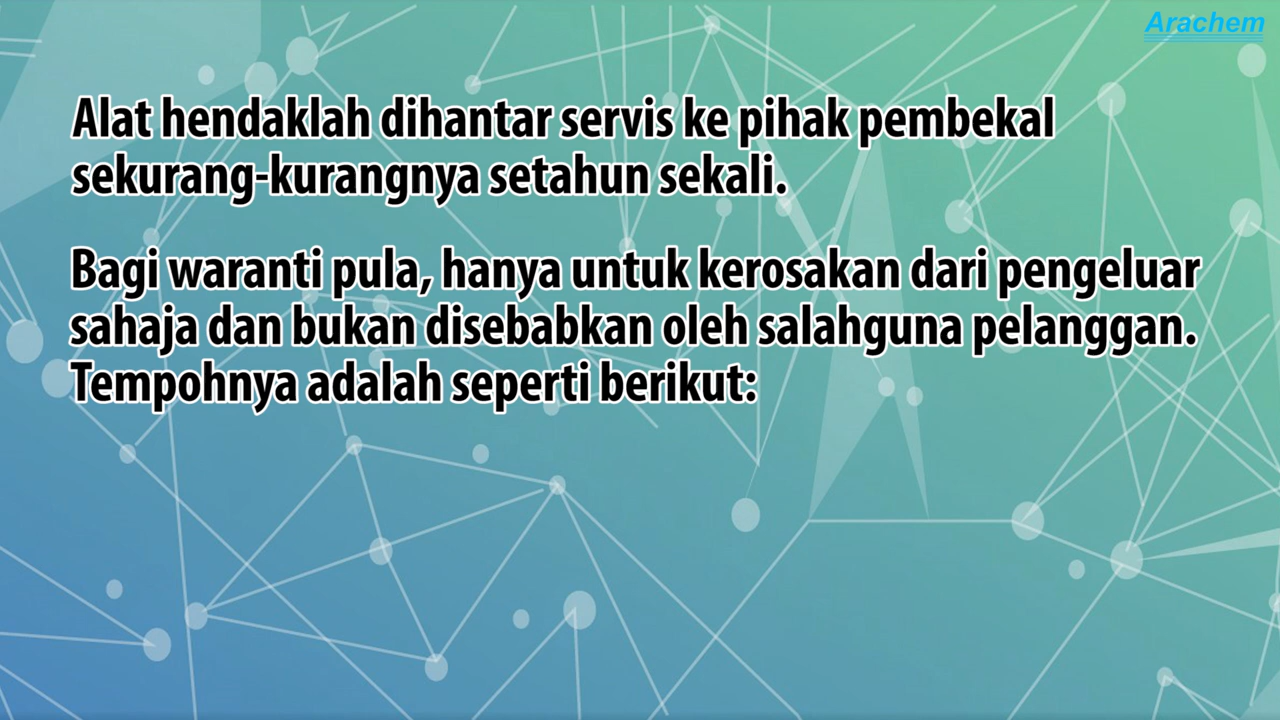 Arachem
Alat hendaklah dihantar servis ke pihak pembekal
sekurang-kurangnya setahun sekali.
Bagi waranti pula, hanya untuk kerosakan dari pengeluar
sahaja dan bukan disebabkan oleh salahguna pelanggan.
Tempohnya adalah seperti berikut: